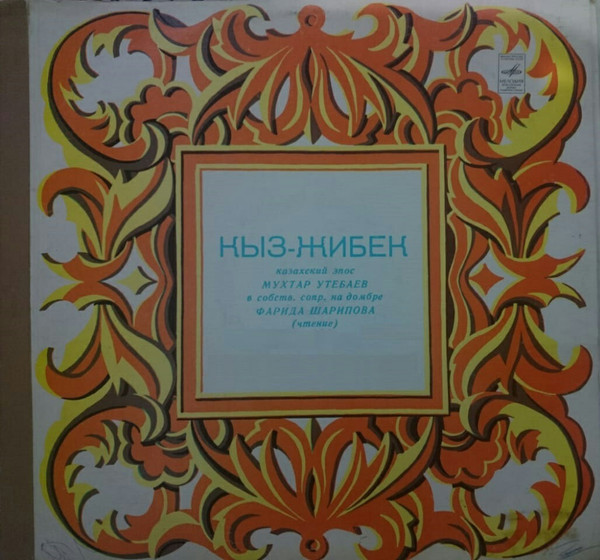 КЫЗ-ЖИБЕК
казахский эпос
МУХТАР УТЕБАЕВ
в собств. сопр, на домбре
ФАРИДА ШАРИПОВА
(чтение)